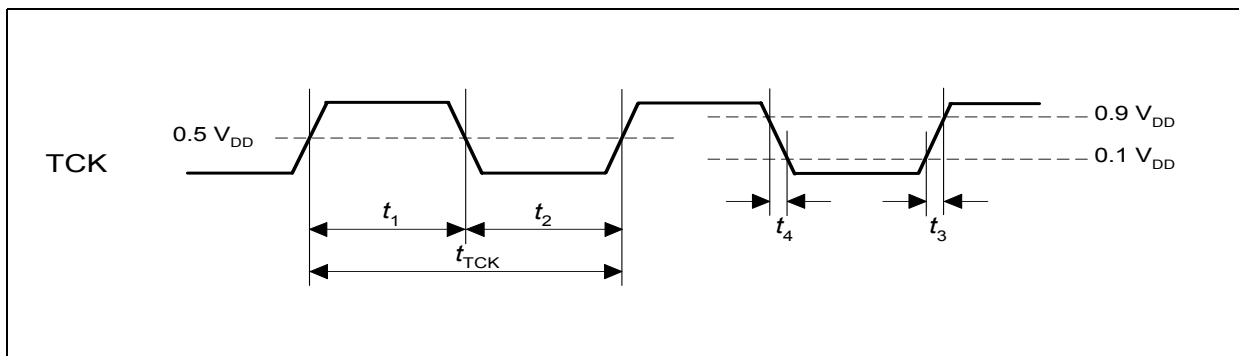 0.5 V_DD
TCK
0.9 V_DD
0.1 V_DD
t_1
t_2
t_4
t_3
t_TCK